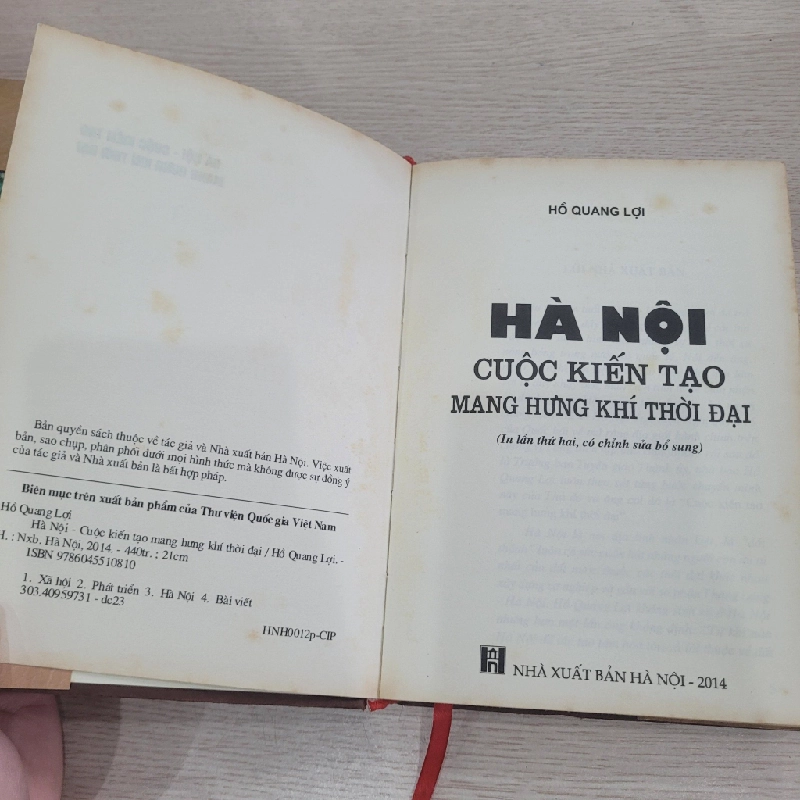 Bản quyền sách thuộc về tác giả và Nhà xuất bản Hà Nội. Việc xuất
bản, sao chụp, phân phối dưới mọi hình thức mà không được sự đồng ý
của tác giả và Nhà xuất bản là bất hợp pháp.
Biên mục trên xuất bản phẩm của Thư viện Quốc gia Việt Nam
Hồ Quang Lợi
Hà Nội - Cuộc kiến tạo mang hưng khí thời đại / Hồ Quang Lợi. -
H. : Nxb. Hà Nội, 2014. - 440tr. ; 21cm
ISBN 9786045510810
1. Xã hội 2. Phát triển 3. Hà Nội 4. Bài viết
303.40959731 - dc23
HNH0012p-CIP
HỒ QUANG LỢI
HÀ NỘI
CUỘC KIẾN TẠO
MANG HƯNG KHÍ THỜI ĐẠI
(In lần thứ hai, có chỉnh sửa bổ sung)
NHÀ XUẤT BẢN HÀ NỘI - 2014